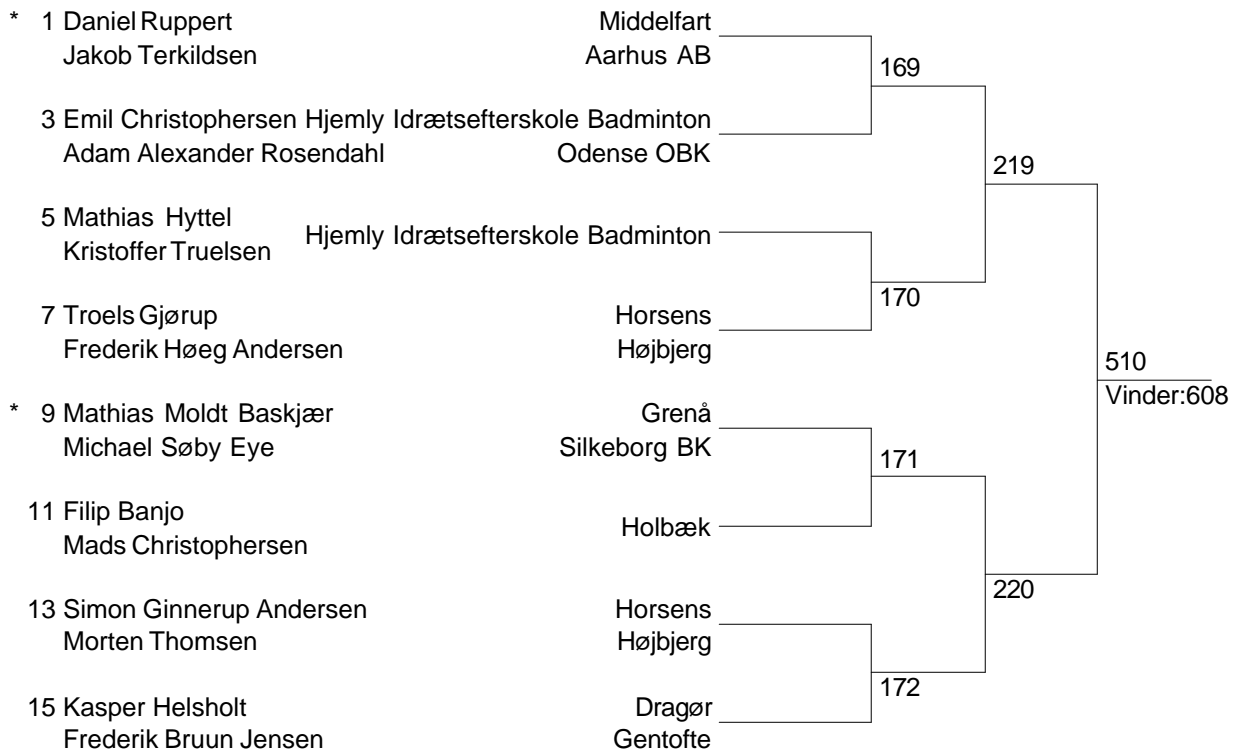 * 1 Daniel Ruppert Middelfart
Jakob Terkildsen Aarhus AB
169
3 Emil Christophersen Hjemly Idrætsefterskole Badminton
Adam Alexander Rosendahl Odense OBK
219
5 Mathias Hyttel
Hjemly Idrætsefterskole Badminton
Kristoffer Truelsen
170
7 Troels Gjørup Horsens
Frederik Høeg Andersen Højbjerg
510
Vinder:608
* 9 Mathias Moldt Baskjær Grenå
Michael Søby Eye Silkeborg BK
171
11 Filip Banjo
Holbæk
Mads Christophersen
220
13 Simon Ginnerup Andersen Horsens
Morten Thomsen Højbjerg
172
15 Kasper Helsholt Dragør
Frederik Bruun Jensen Gentofte